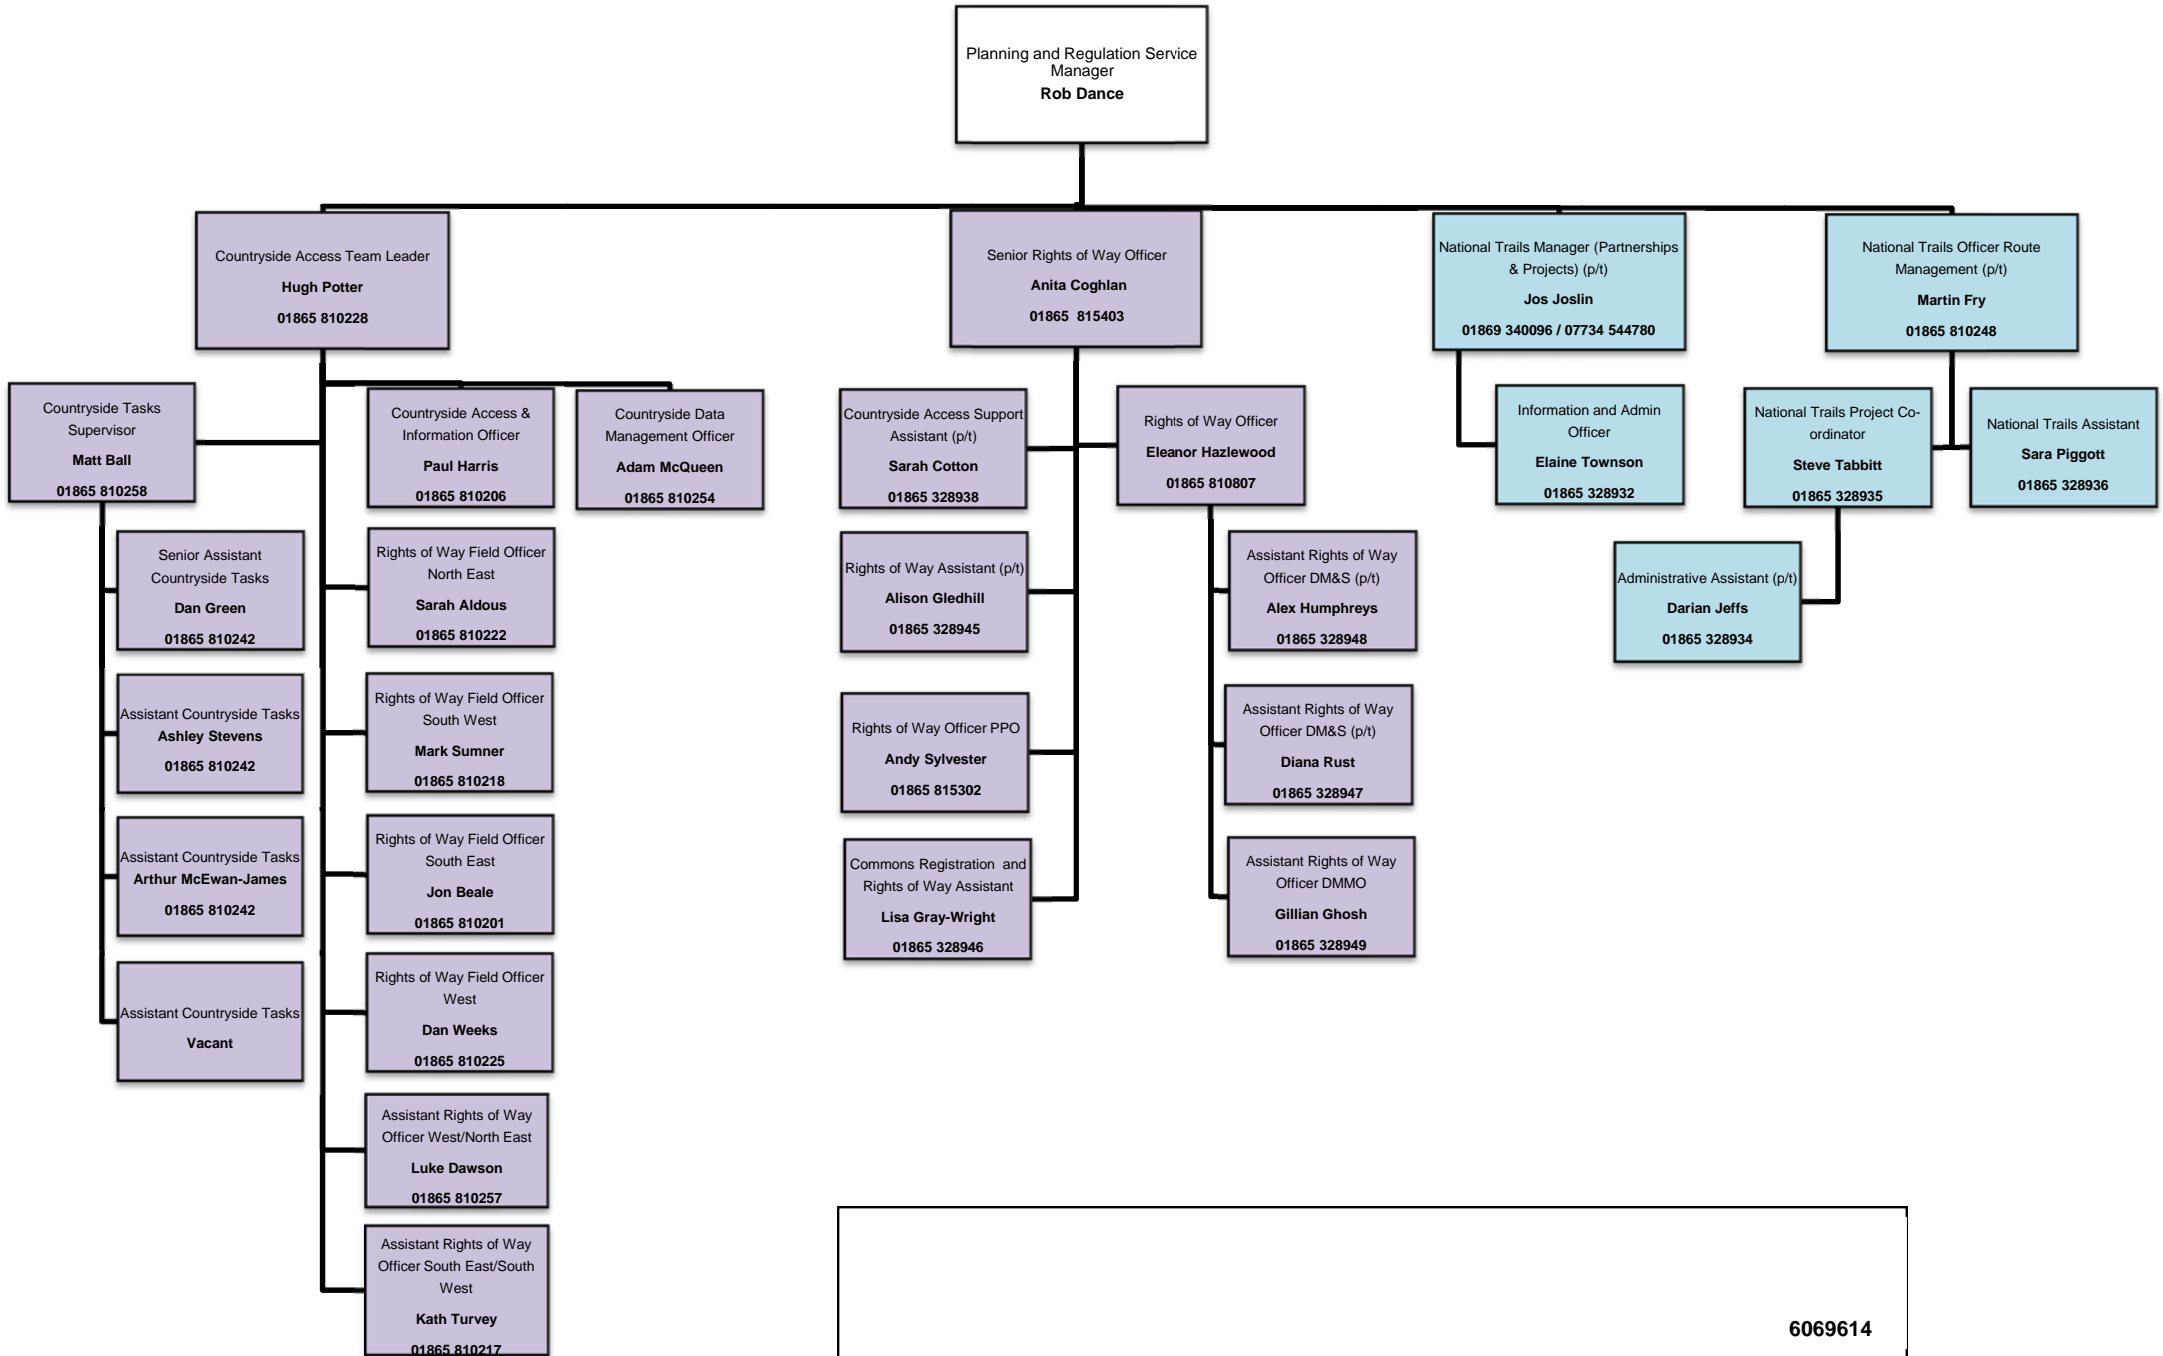 Planning and Regulation Service
Manager
Rob Dance
Countryside Access Team Leader
Hugh Potter
01865 810228
Senior Rights of Way Officer
Anita Coghlan
01865 815403
National Trails Manager (Partnerships
& Projects) (p/t)
Jos Joslin
01869 340096 / 07734 544780
National Trails Officer Route
Management (p/t)
Martin Fry
01865 810248
Countryside Tasks
Supervisor
Matt Ball
01865 810258
Countryside Access &
Information Officer
Paul Harris
01865 810206
Countryside Data
Management Officer
Adam McQueen
01865 810254
Countryside Access Support
Assistant (p/t)
Sarah Cotton
01865 328938
Rights of Way Officer
Eleanor Hazlewood
01865 810807
Information and Admin
Officer
Elaine Townson
01865 328932
National Trails Project Co-
ordinator
Steve Tabbitt
01865 328935
National Trails Assistant
Sara Piggott
01865 328936
Senior Assistant
Countryside Tasks
Dan Green
01865 810242
Rights of Way Field Officer
North East
Sarah Aldous
01865 810222
Rights of Way Assistant (p/t)
Alison Gledhill
01865 328945
Assistant Rights of Way
Officer DM&S (p/t)
Alex Humphreys
01865 328948
Administrative Assistant (p/t)
Darian Jeffs
01865 328934
Assistant Countryside Tasks
Ashley Stevens
01865 810242
Rights of Way Field Officer
South West
Mark Sumner
01865 810218
Rights of Way Officer PPO
Andy Sylvester
01865 815302
Assistant Rights of Way
Officer DM&S (p/t)
Diana Rust
01865 328947
Assistant Countryside Tasks
Arthur McEwan-James
01865 810242
Rights of Way Field Officer
South East
Jon Beale
01865 810201
Commons Registration and
Rights of Way Assistant
Lisa Gray-Wright
01865 328946
Assistant Rights of Way
Officer DMMO
Gillian Ghosh
01865 328949
Assistant Countryside Tasks
Vacant
Rights of Way Field Officer
West
Dan Weeks
01865 810225
Assistant Rights of Way
Officer West/North East
Luke Dawson
01865 810257
Assistant Rights of Way
Officer South East/South
West
Kath Turvey
01865 810217
6069614